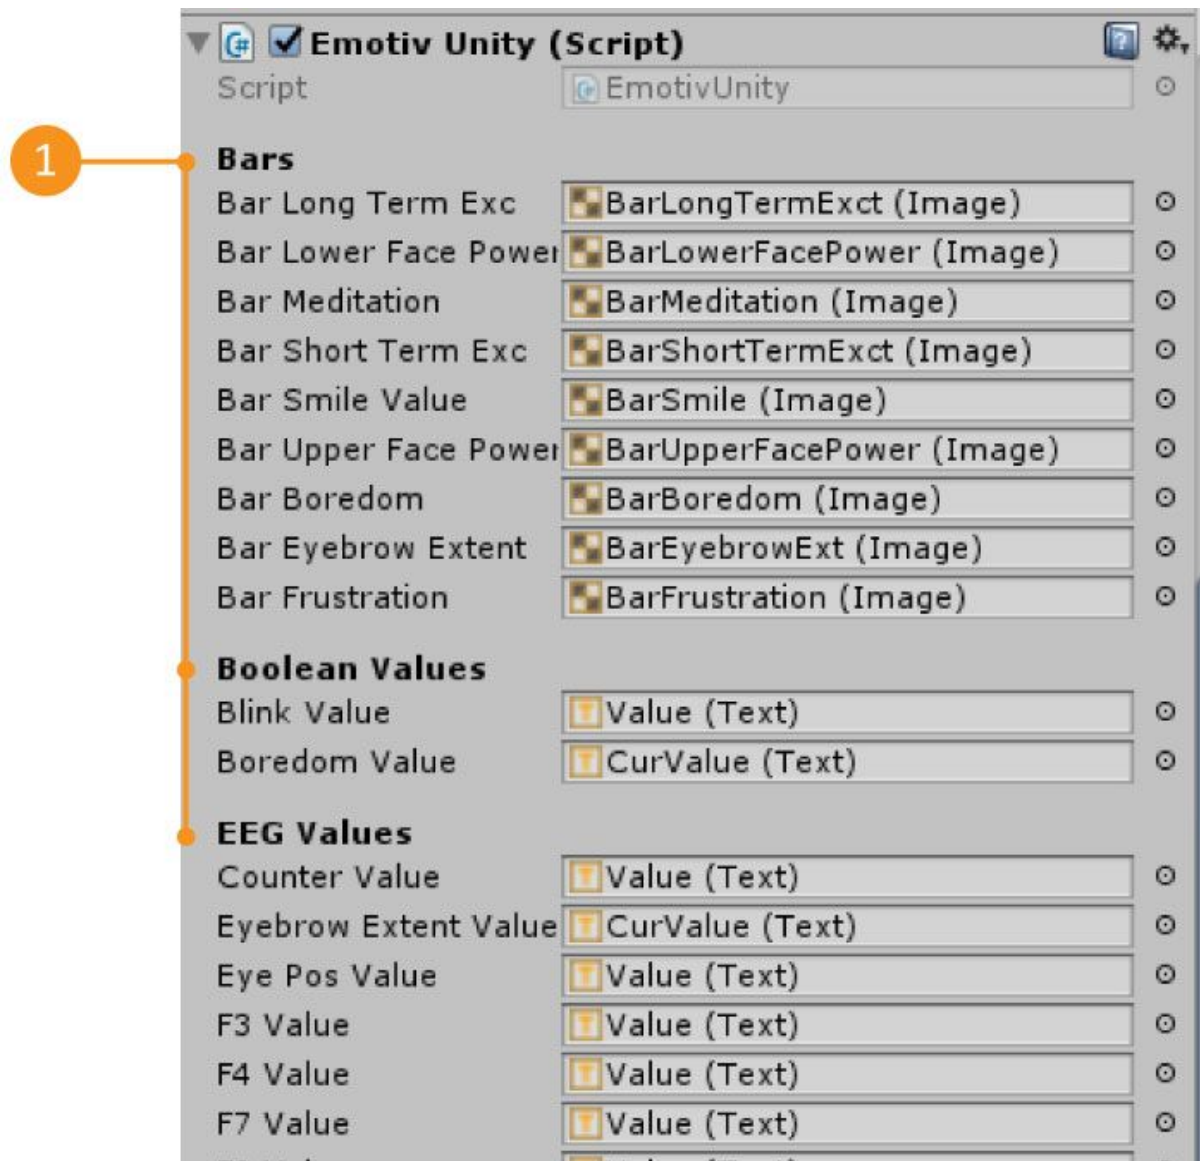 Emotiv Unity (Script)
Script EmotivUnity
1
Bars
Bar Long Term Exc BarLongTermExct (Image)
Bar Lower Face Power BarLowerFacePower (Image)
Bar Meditation BarMeditation (Image)
Bar Short Term Exc BarShortTermExct (Image)
Bar Smile Value BarSmile (Image)
Bar Upper Face Power BarUpperFacePower (Image)
Bar Boredom BarBoredom (Image)
Bar Eyebrow Extent BarEyebrowExt (Image)
Bar Frustration BarFrustration (Image)
Boolean Values
Blink Value Value (Text)
Boredom Value CurValue (Text)
EEG Values
Counter Value Value (Text)
Eyebrow Extent Value CurValue (Text)
Eye Pos Value Value (Text)
F3 Value Value (Text)
F4 Value Value (Text)
F7 Value Value (Text)